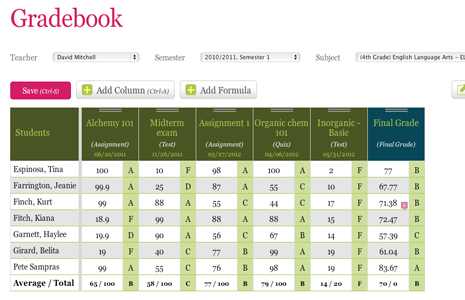 Gradebook
Teacher David Mitchell Semester 2010/2011, Semester 1 Subject (4th Grade) English Language Arts - EL
Save (Ctrl-S) Add Column (Ctrl-A) Add Formula
Students Alchemy 101 (Assignment) 06/10/2011 Midterm exam (Test) 11/26/2011 Assignment 1 (Assignment) 03/27/2012 Organic chem 101 (Quiz) 04/06/2012 Inorganic - Basic (Test) 05/31/2012 Final Grade (Final Grade)
Espinosa, Tina 100 A 10 F 98 A 100 A 2 F 77 B
Farrington, Jeanie 99.9 A 25 D 87 A 55 C 10 F 67.77 B
Finch, Kurt 99 A 88 A 55 C 44 C 17 F 71.38 B
Fitch, Kiana 18.9 F 99 A 88 A 88 A 15 F 72.47 B
Garnett, Haylee 19.9 D 90 A 56 C 67 B 14 F 57.39 C
Girard, Belita 19 F 40 C 77 B 99 A 19 F 61.04 B
Pete Sampras 99 A 55 C 76 B 98 A 19 F 83.67 A
Average / Total 65 / 100 B 58 / 100 C 77 / 100 B 79 / 100 B 14 / 20 F 70 / 0 B